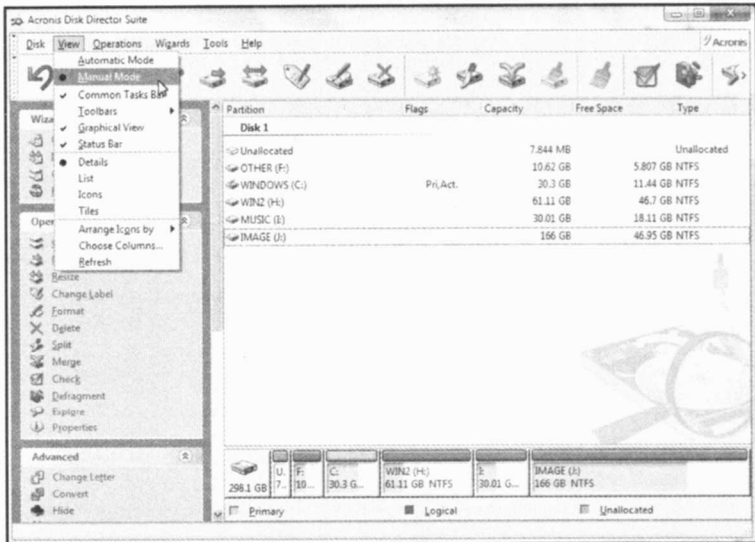 Acronis Disk Director Suite
Disk View Operations Wizards Tools Help
Acronis
Automatic Mode
Manual Mode
Common Tasks Bar
Toolbars
Graphical View
Status Bar
Details
List
Icons
Tiles
Arrange Icons by
Choose Columns...
Refresh
Wiza
Oper
Resize
Change Label
Format
Delete
Split
Merge
Check
Defragment
Explore
Properties
Advanced
Change Letter
Convert
Hide
Partition Flags Capacity Free Space Type
Disk 1
Unallocated 7.844 MB Unallocated
OTHER (F:) 10.62 GB 5.807 GB NTFS
WINDOWS (C:) Pri,Act. 30.3 GB 11.44 GB NTFS
WIN2 (H:) 61.11 GB 46.7 GB NTFS
MUSIC (I:) 30.01 GB 18.11 GB NTFS
IMAGE (J:) 166 GB 46.95 GB NTFS
U. F: C: WIN2 (H:) I: IMAGE (J:)
298.1 GB 7... 10... 30.3 G... 61.11 GB NTFS 30.01 G... 166 GB NTFS
Primary Logical Unallocated